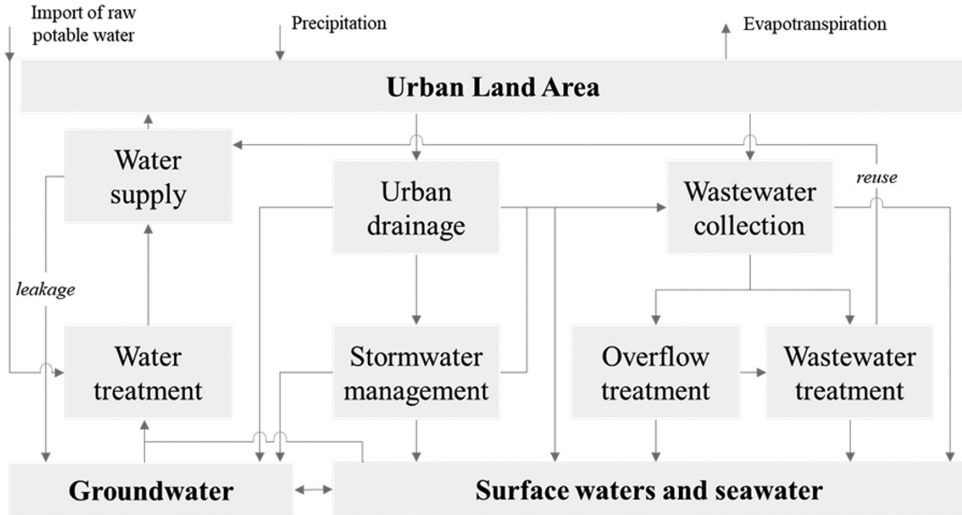 Import of raw
potable water
Precipitation
Evapotranspiration
Urban Land Area
Water
supply
Urban
drainage
Wastewater
collection
reuse
leakage
Water
treatment
Stormwater
management
Overflow
treatment
Wastewater
treatment
Groundwater
Surface waters and seawater